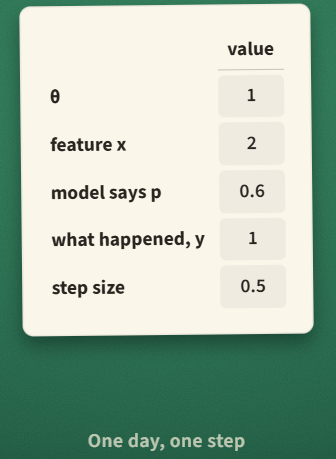 value
θ 1
feature x 2
model says p 0.6
what happened, y 1
step size 0.5
One day, one step